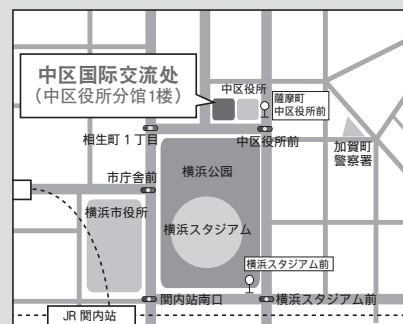 中区国际交流处
（中区役所分馆1楼）
中区役所
薩摩町
中区役所前
相生町１丁目
中区役所前
加賀町
警察署
市庁舎前
横浜公園
横浜市役所
横浜スタジアム
横浜スタジアム前
関内站南口
横浜スタジアム前
JR 関内站